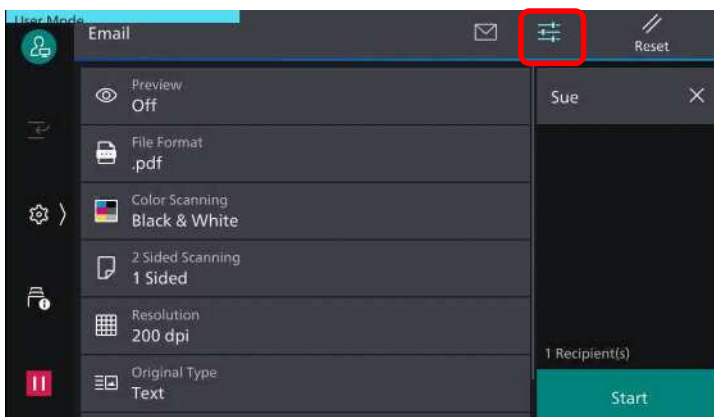 User Mode
Email
Reset
Preview
Off
Sue
File Format
.pdf
Color Scanning
Black & White
2 Sided Scanning
1 Sided
Resolution
200 dpi
1 Recipient(s)
Original Type
Text
Start